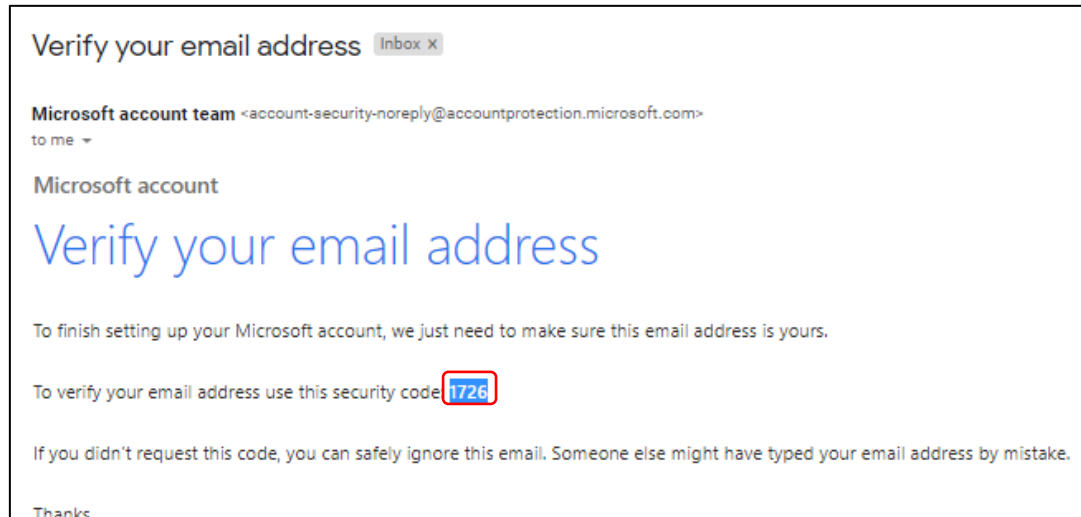 Verify your email address Inbox x
Microsoft account team <account-security-noreply@accountprotection.microsoft.com>
to me
Microsoft account
Verify your email address
To finish setting up your Microsoft account, we just need to make sure this email address is yours.
To verify your email address use this security code: 1726
If you didn't request this code, you can safely ignore this email. Someone else might have typed your email address by mistake.
Thanks